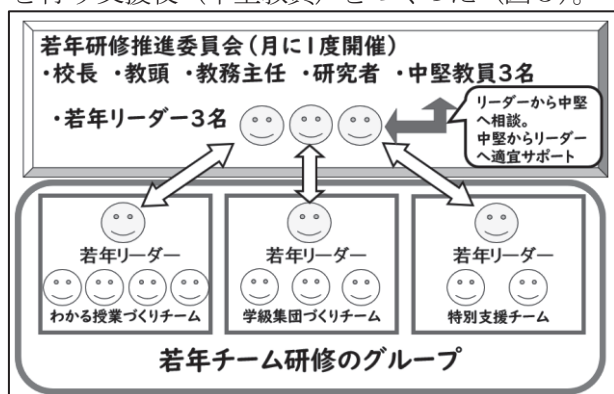 を行う支援役（中堅教員）をつくった（図３）。
若年研修推進委員会（月に1度開催）
・校長 ・教頭 ・教務主任 ・研究者 ・中堅教員3名
・若年リーダー3名
リーダーから中堅
へ相談。
中堅からリーダー
へ適宜サポート
若年リーダー
わかる授業づくりチーム
若年リーダー
学級集団づくりチーム
若年リーダー
特別支援チーム
若年チーム研修のグループ